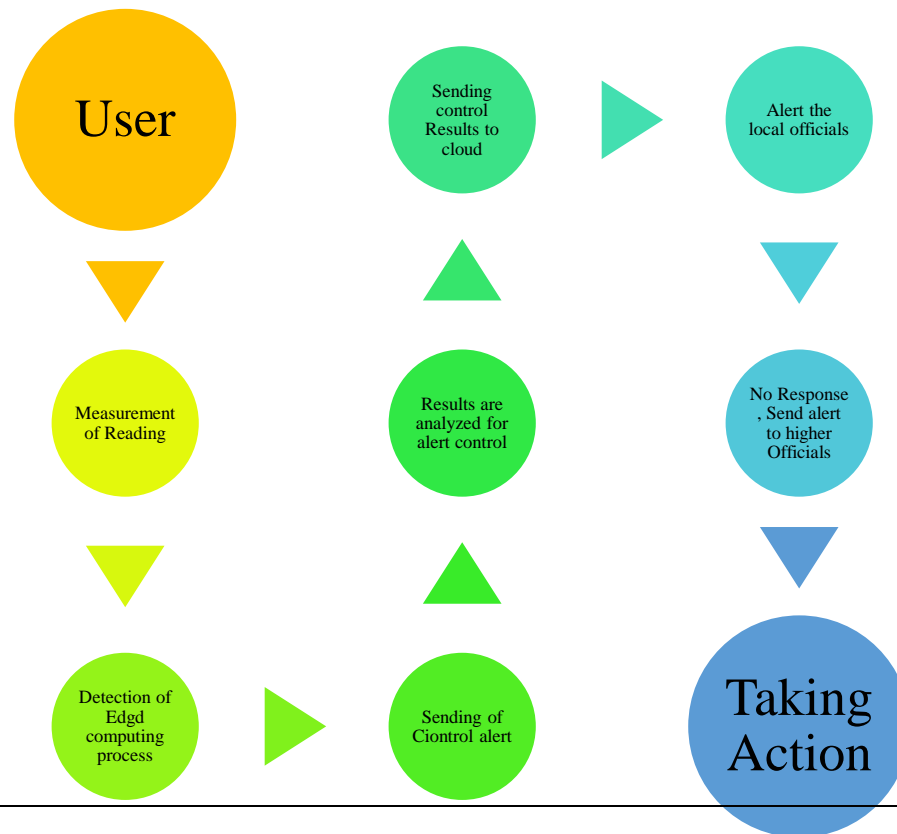 User
Measurement
of Reading
Detection of
Edgd
computing
process
Sending of
Ciontrol alert
Results are
analyzed for
alert control
Sending
control
Results to
cloud
Alert the
local officials
No Response
, Send alert
to higher
Officials
Taking
Action